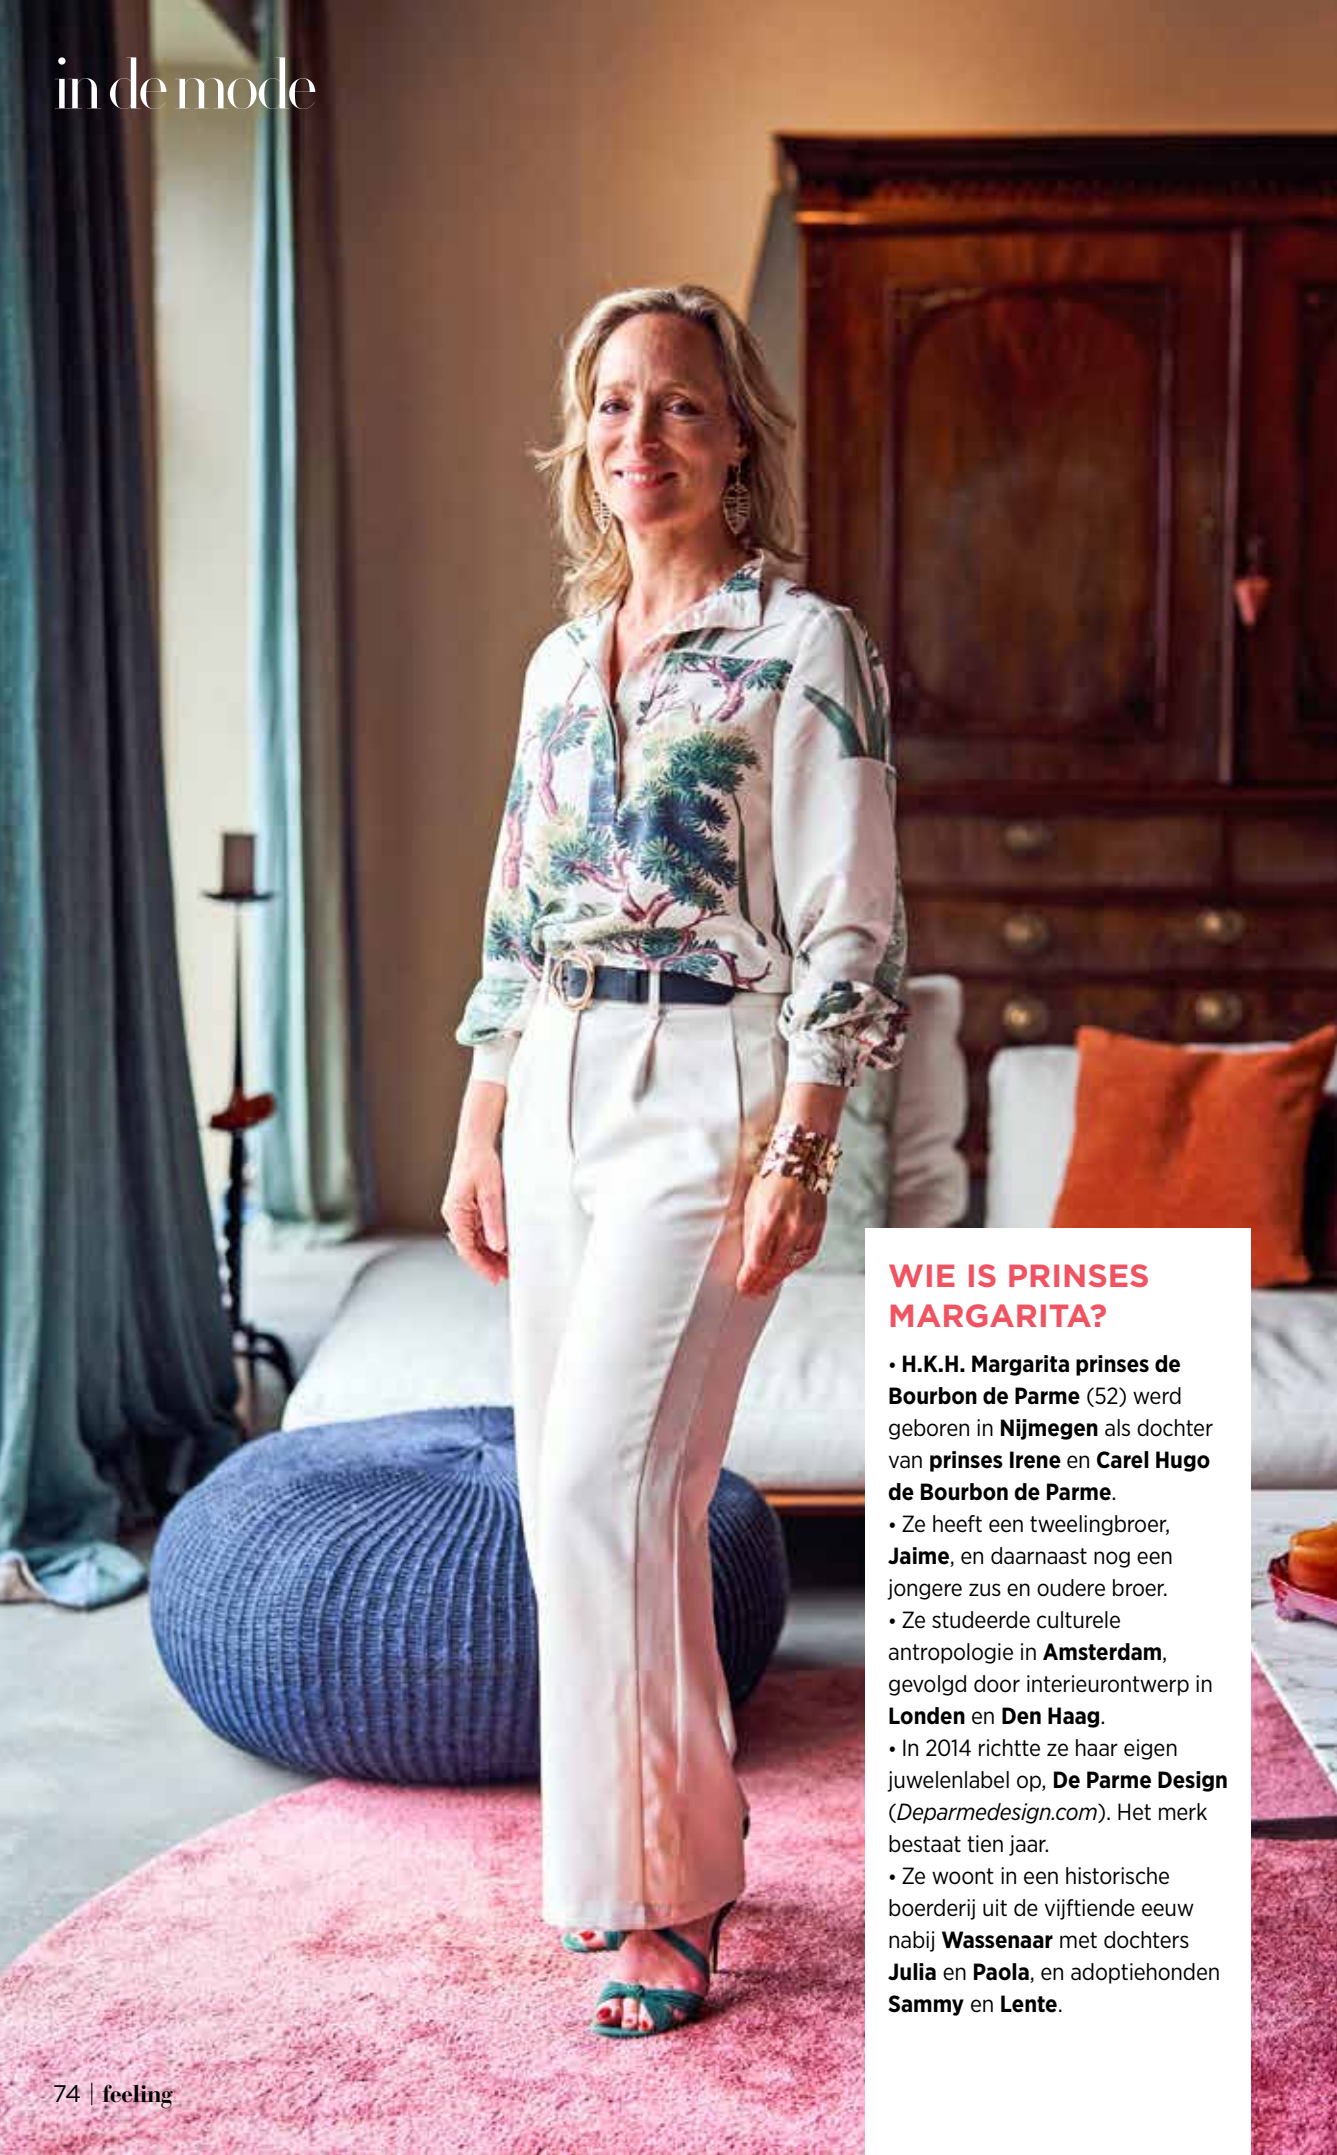 in de mode
WIE IS PRINSES
MARGARITA?
• H.K.H. Margarita prinses de
Bourbon de Parme (52) werd
geboren in Nijmegen als dochter
van prinses Irene en Carel Hugo
de Bourbon de Parme.
• Ze heeft een tweelingbroer,
Jaime, en daarnaast nog een
jongere zus en oudere broer.
• Ze studeerde culturele
antropologie in Amsterdam,
gevolgd door interieurontwerp in
Londen en Den Haag.
• In 2014 richtte ze haar eigen
juwelenlabel op, De Parme Design
(Deparmedesign.com). Het merk
bestaat tien jaar.
• Ze woont in een historische
boerderij uit de vijftiende eeuw
nabij Wassenaar met dochters
Julia en Paola, en adoptiehonden
Sammy en Lente.
74 | feeling